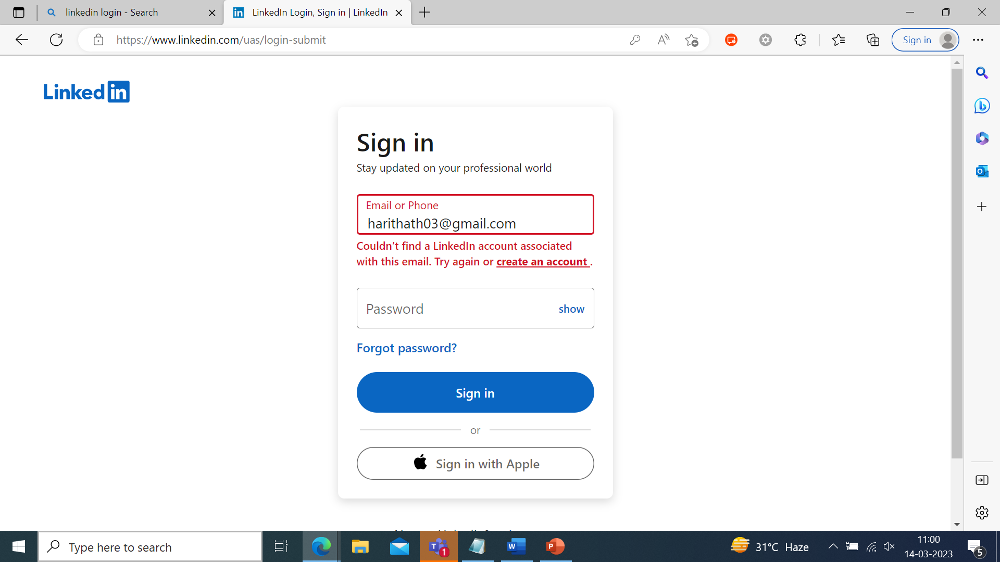 linkedin login - Search
LinkedIn Login, Sign in | LinkedIn
https://www.linkedin.com/uas/login-submit
Sign in
Linkedin
Sign in
Stay updated on your professional world
Email or Phone
harithath03@gmail.com
Couldn’t find a LinkedIn account associated
with this email. Try again or create an account .
Password
show
Forgot password?
Sign in
or
Sign in with Apple
Type here to search
1
31°C Haze
11:00
14-03-2023
5